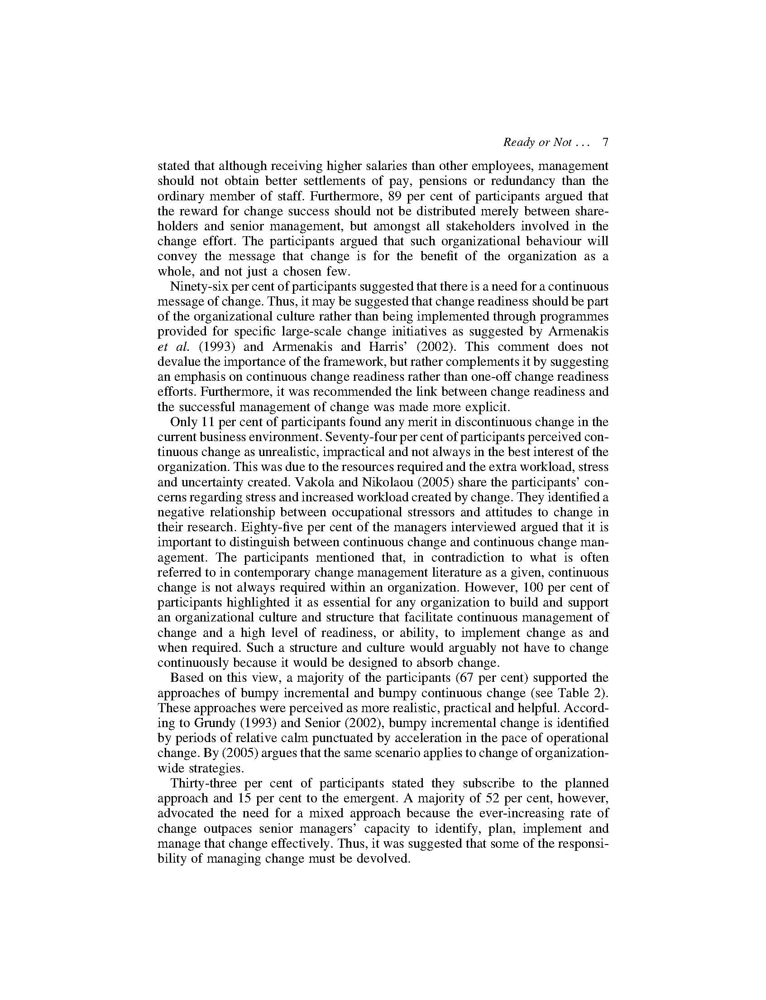 Ready or Not . . . 7
stated that although receiving higher salaries than other employees, management
should not obtain better settlements of pay, pensions or redundancy than the
ordinary member of staff. Furthermore, 89 per cent of participants argued that
the reward for change success should not be distributed merely between share-
holders and senior management, but amongst all stakeholders involved in the
change effort. The participants argued that such organizational behaviour will
convey the message that change is for the benefit of the organization as a
whole, and not just a chosen few.
Ninety-six per cent of participants suggested that there is a need for a continuous
message of change. Thus, it may be suggested that change readiness should be part
of the organizational culture rather than being implemented through programmes
provided for specific large-scale change initiatives as suggested by Armenakis
et al. (1993) and Armenakis and Harris’ (2002). This comment does not
devalue the importance of the framework, but rather complements it by suggesting
an emphasis on continuous change readiness rather than one-off change readiness
efforts. Furthermore, it was recommended the link between change readiness and
the successful management of change was made more explicit.
Only 11 per cent of participants found any merit in discontinuous change in the
current business environment. Seventy-four per cent of participants perceived con-
tinuous change as unrealistic, impractical and not always in the best interest of the
organization. This was due to the resources required and the extra workload, stress
and uncertainty created. Vakola and Nikolaou (2005) share the participants’ con-
cerns regarding stress and increased workload created by change. They identified a
negative relationship between occupational stressors and attitudes to change in
their research. Eighty-five per cent of the managers interviewed argued that it is
important to distinguish between continuous change and continuous change man-
agement. The participants mentioned that, in contradiction to what is often
referred to in contemporary change management literature as a given, continuous
change is not always required within an organization. However, 100 per cent of
participants highlighted it as essential for any organization to build and support
an organizational culture and structure that facilitate continuous management of
change and a high level of readiness, or ability, to implement change as and
when required. Such a structure and culture would arguably not have to change
continuously because it would be designed to absorb change.
Based on this view, a majority of the participants (67 per cent) supported the
approaches of bumpy incremental and bumpy continuous change (see Table 2).
These approaches were perceived as more realistic, practical and helpful. Accord-
ing to Grundy (1993) and Senior (2002), bumpy incremental change is identified
by periods of relative calm punctuated by acceleration in the pace of operational
change. By (2005) argues that the same scenario applies to change of organization-
wide strategies.
Thirty-three per cent of participants stated they subscribe to the planned
approach and 15 per cent to the emergent. A majority of 52 per cent, however,
advocated the need for a mixed approach because the ever-increasing rate of
change outpaces senior managers’ capacity to identify, plan, implement and
manage that change effectively. Thus, it was suggested that some of the responsi-
bility of managing change must be devolved.